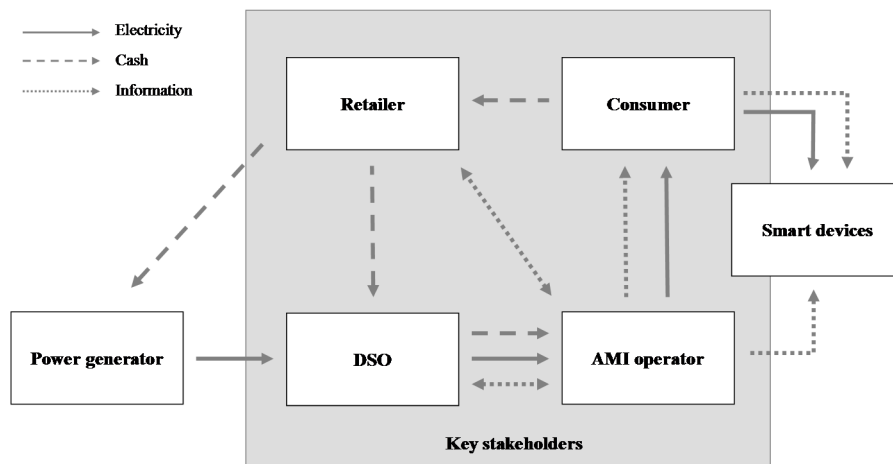 Electricity
Cash
Information
Retailer
Consumer
Smart devices
Power generator
DSO
AMI operator
Key stakeholders